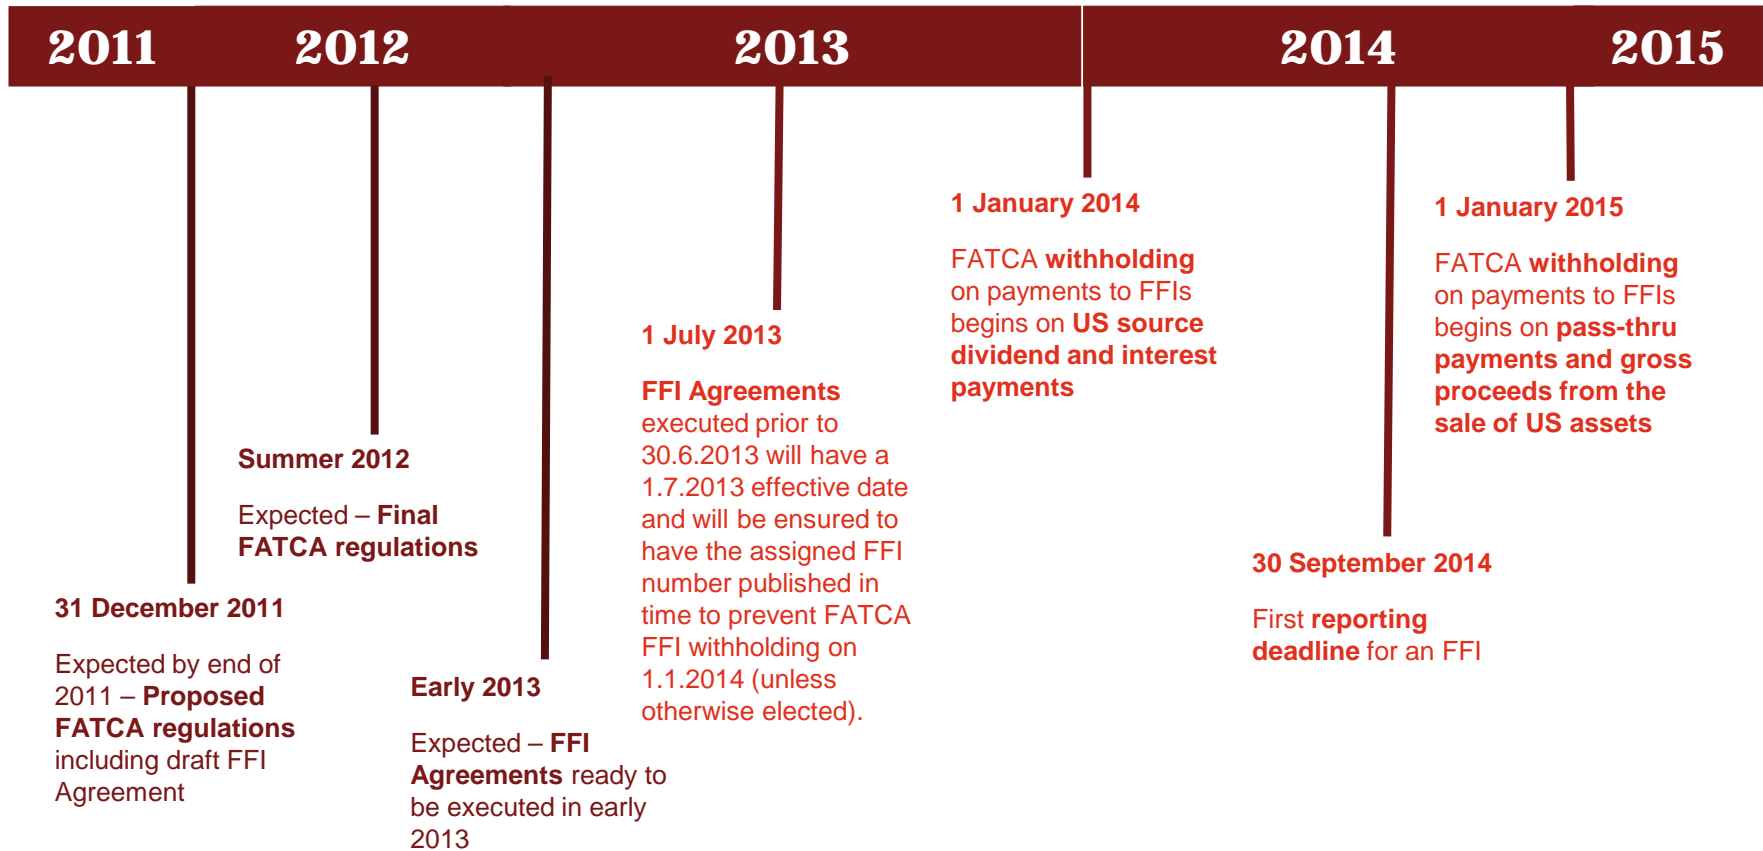 2011
2012
2013
2014
2015
31 December 2011
Expected by end of
2011 – Proposed
FATCA regulations
including draft FFI
Agreement
Summer 2012
Expected – Final
FATCA regulations
Early 2013
Expected – FFI
Agreements ready to
be executed in early
2013
1 July 2013
FFI Agreements
executed prior to
30.6.2013 will have a
1.7.2013 effective date
and will be ensured to
have the assigned FFI
number published in
time to prevent FATCA
FFI withholding on
1.1.2014 (unless
otherwise elected).
1 January 2014
FATCA withholding
on payments to FFIs
begins on US source
dividend and interest
payments
30 September 2014
First reporting
deadline for an FFI
1 January 2015
FATCA withholding
on payments to FFIs
begins on pass-thru
payments and gross
proceeds from the
sale of US assets